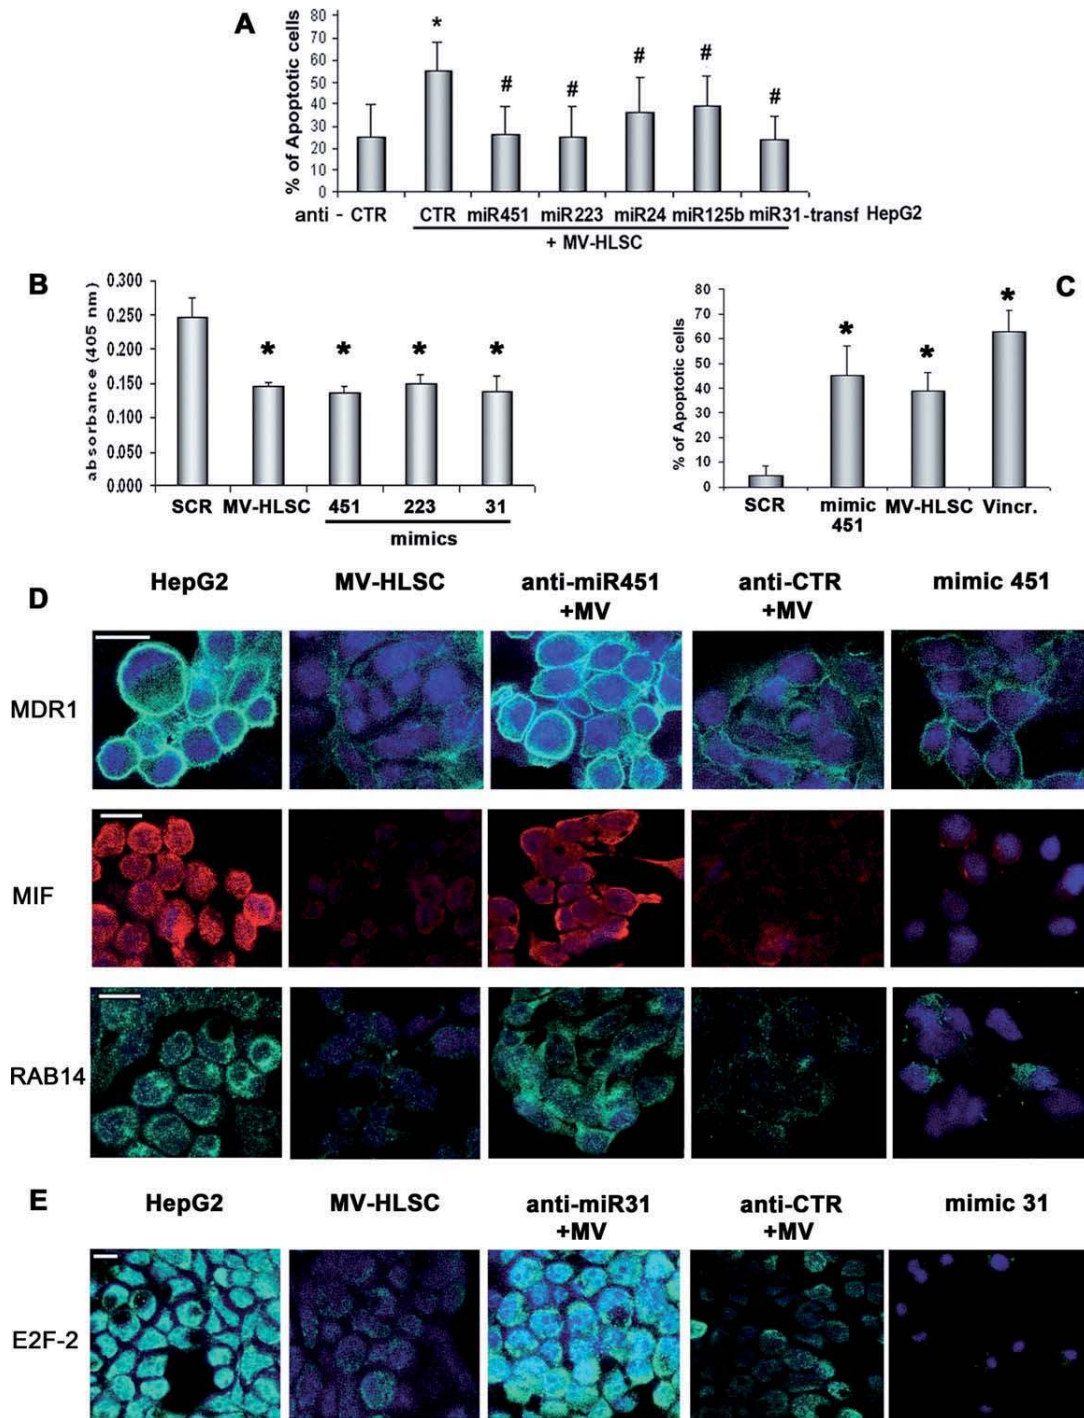 A
% of Apoptotic cells
80
70
60
50
40
30
20
10
0
* # # # # #
anti - CTR CTR miR451 miR223 miR24 miR125b miR31 -transf HepG2
+ MV-HLSC
B
absorbance (405 nm)
0.300
0.250
0.200
0.150
0.100
0.050
0.000
* * * *
SCR MV-HLSC 451 223 31
mimics
C
% of Apoptotic cells
80
70
60
50
40
30
20
10
0
* * *
SCR mimic 451 MV-HLSC Vincr.
D
HepG2 MV-HLSC anti-miR451 +MV anti-CTR +MV mimic 451
MDR1
MIF
RAB14
E
HepG2 MV-HLSC anti-miR31 +MV anti-CTR +MV mimic 31
E2F-2